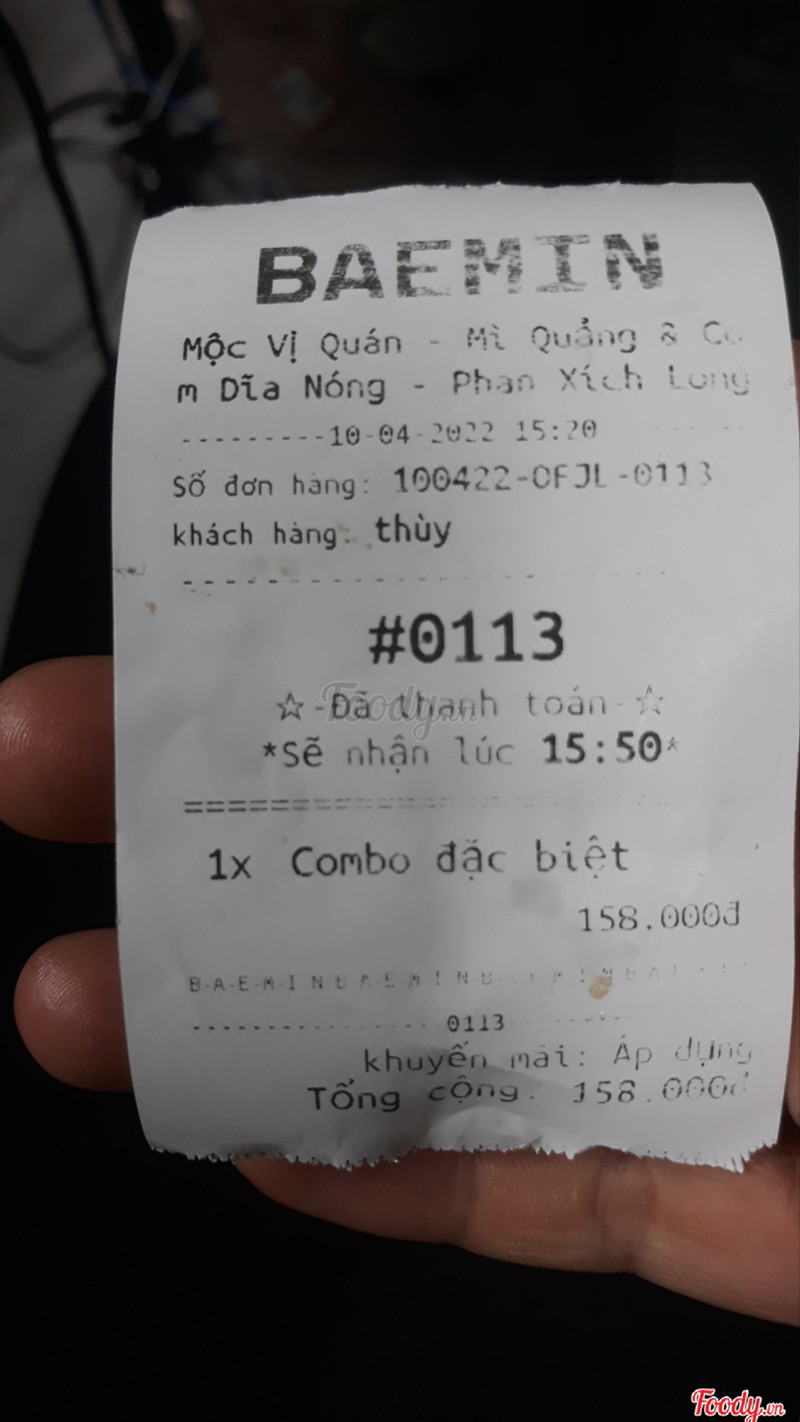 BAEMIN
Mộc Vị Quán - Mì Quảng & Cơ
m Dĩa Nóng - Phan Xích Long
---------10-04-2022 15:20
Số đơn hàng: 100422-OFJL-0113
khách hàng: thùy
#0113
☆-Đã thanh toán-☆
Foody.vn
*Sẽ nhận lúc 15:50*
====================
1x Combo đặc biệt
158.000đ
B-A-E-M-I N B A E M I N B
0113
khuyến mãi: Áp dụng
Tổng cộng: 158.000đ
Foody.vn